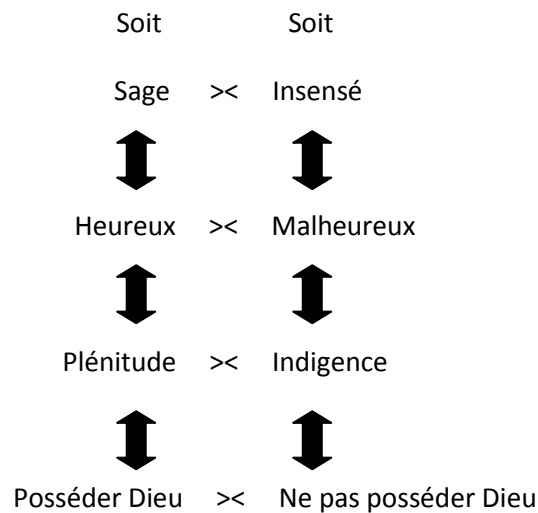 Soit Soit
Sage >< Insensé
Heureux >< Malheureux
Plénitude >< Indigence
Posséder Dieu >< Ne pas posséder Dieu